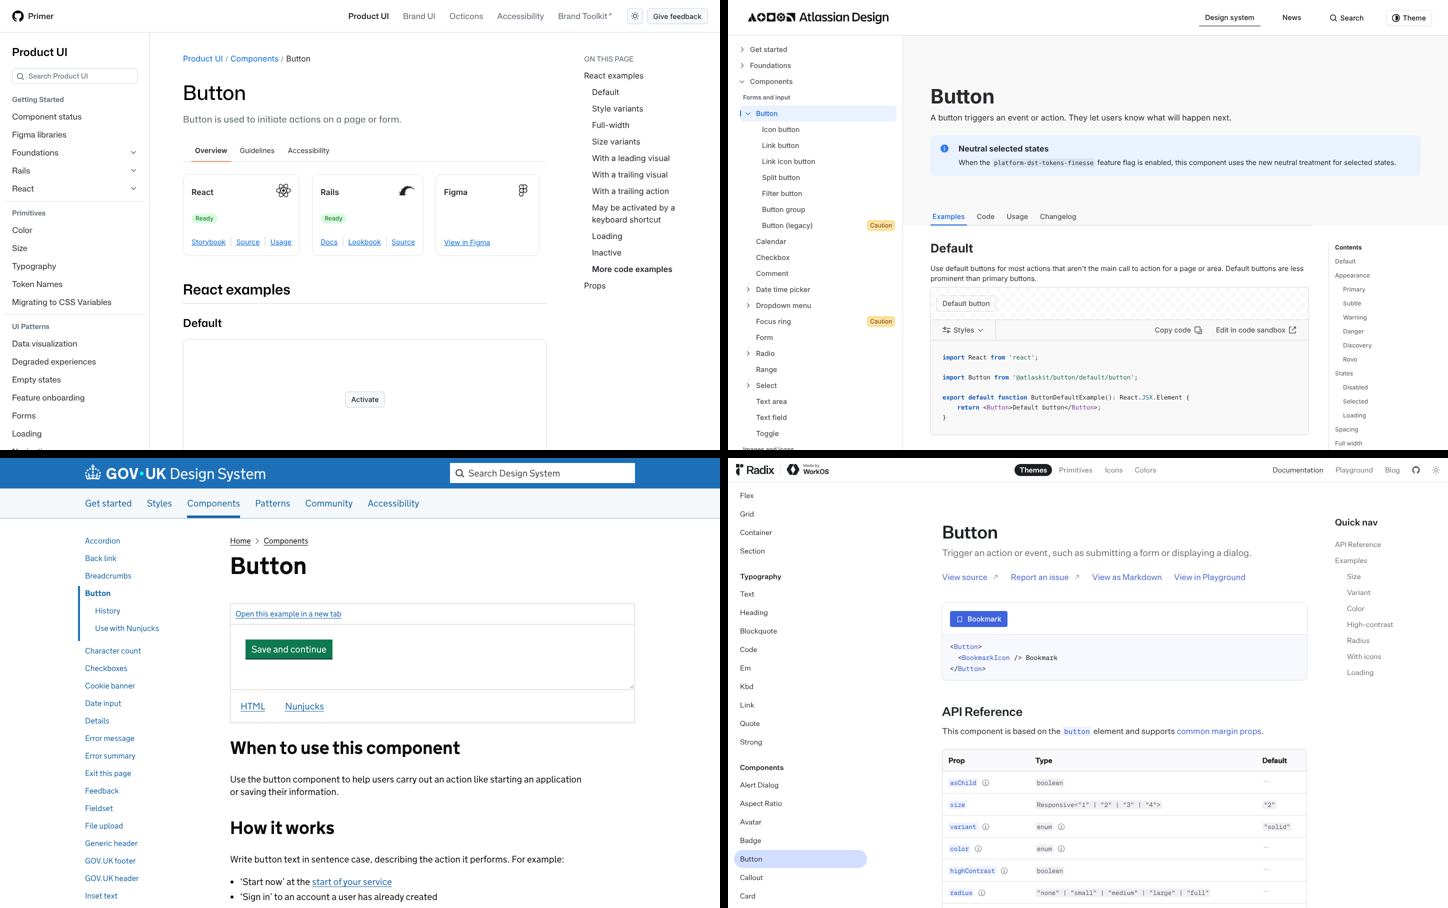 Primer
Product UI
Brand UI
Octicons
Accessibility
Brand Toolkit
Give feedback
Product UI
Search Product UI
Getting Started
Component status
Figma libraries
Foundations
Rails
React
Primitives
Color
Size
Typography
Token Names
Migrating to CSS Variables
UI Patterns
Data visualization
Degraded experiences
Empty states
Feature onboarding
Forms
Loading
Product UI / Components / Button
Button
Button is used to initiate actions on a page or form.
Overview
Guidelines
Accessibility
React
Ready
Storybook
Source
Usage
Rails
Ready
Docs
Lookbook
Source
Figma
View in Figma
React examples
Default
Activate
ON THIS PAGE
React examples
Default
Style variants
Full-width
Size variants
With a leading visual
With a trailing visual
With a trailing action
May be activated by a
keyboard shortcut
Loading
Inactive
More code examples
Props
Atlassian Design
Design system
News
Search
Theme
Get started
Foundations
Components
Forms and input
Button
Icon button
Link button
Link icon button
Split button
Filter button
Button group
Button (legacy)
Caution
Calendar
Checkbox
Comment
Date time picker
Dropdown menu
Focus ring
Caution
Form
Radio
Range
Select
Text area
Text field
Toggle
Images and icons
Button
A button triggers an event or action. They let users know what will happen next.
Neutral selected states
When the platform-dst-tokens-finesse feature flag is enabled, this component uses the new neutral treatment for selected states.
Examples
Code
Usage
Changelog
Default
Use default buttons for most actions that aren't the main call to action for a page or area. Default buttons are less
prominent than primary buttons.
Default button
Styles
Copy code
Edit in code sandbox
import React from 'react';
import Button from '@atlaskit/button/default/button';
export default function ButtonDefaultExample(): React.JSX.Element {
return <Button>Default button</Button>;
}
Contents
Default
Appearance
Primary
Subtle
Warning
Danger
Discovery
Rovo
States
Disabled
Selected
Loading
Spacing
Full width
GOV·UK Design System
Search Design System
Get started
Styles
Components
Patterns
Community
Accessibility
Accordion
Back link
Breadcrumbs
Button
History
Use with Nunjucks
Character count
Checkboxes
Cookie banner
Date input
Details
Error message
Error summary
Exit this page
Feedback
Fieldset
File upload
Generic header
GOV.UK footer
GOV.UK header
Inset text
Home > Components
Button
Open this example in a new tab
Save and continue
HTML
Nunjucks
When to use this component
Use the button component to help users carry out an action like starting an application
or saving their information.
How it works
Write button text in sentence case, describing the action it performs. For example:
• ‘Start now’ at the start of your service
• ‘Sign in’ to an account a user has already created
Radix
Made by
WorkOS
Themes
Primitives
Icons
Colors
Documentation
Playground
Blog
Flex
Grid
Container
Section
Typography
Text
Heading
Blockquote
Code
Em
Kbd
Link
Quote
Strong
Components
Alert Dialog
Aspect Ratio
Avatar
Badge
Button
Callout
Card
Button
Trigger an action or event, such as submitting a form or displaying a dialog.
View source
Report an issue
View as Markdown
View in Playground
Bookmark
<Button>
<BookmarkIcon /> Bookmark
</Button>
API Reference
This component is based on the button element and supports common margin props.
Prop Type Default
asChild boolean —
size Responsive<"1" | "2" | "3" | "4"> "2"
variant enum "solid"
color enum —
highContrast boolean —
radius "none" | "small" | "medium" | "large" | "full" —
Quick nav
API Reference
Examples
Size
Variant
Color
High-contrast
Radius
With icons
Loading